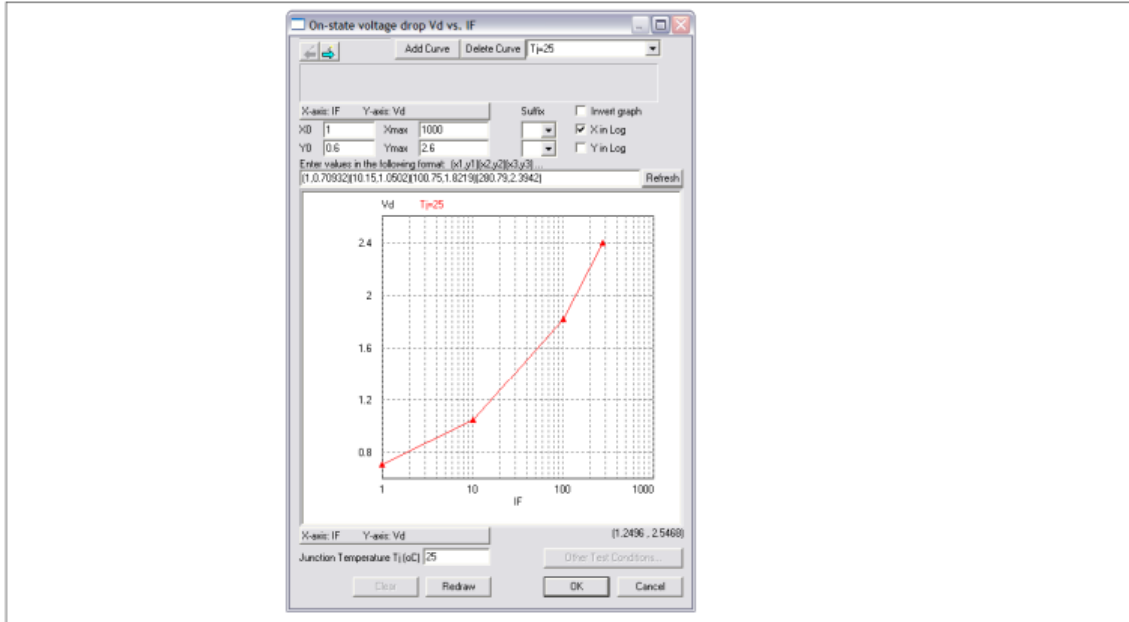 On-state voltage drop Vd vs. IF
Add Curve Delete Curve Tj=25
X-axis: IF Y-axis: Vd Suffix Invert graph
X0 1 Xmax 1000 X in Log
Y0 0.6 Ymax 2.6 Y in Log
Enter values in the following format: (x1,y1)(x2,y2)(x3,y3) ...
(1,0.70932)(10.15,1.0502)(100.75,1.8219)(280.79,2.3942) Refresh
Vd Tj=25
2.4
2
1.6
1.2
0.8
1 10 100 1000
IF
X-axis: IF Y-axis: Vd (1.2496 , 2.5468)
Junction Temperature Tj (oC) 25 Other Test Conditions...
Clear Redraw OK Cancel